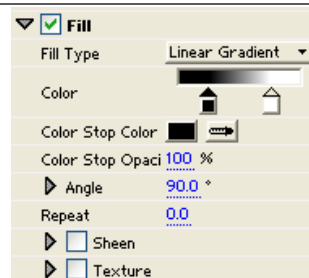 Fill
Fill Type Linear Gradient
Color
Color Stop Color
Color Stop Opaci 100 %
Angle 90.0 °
Repeat 0.0
Sheen
Texture